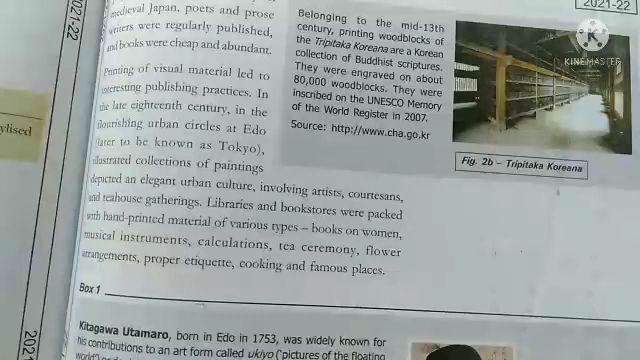 2021-22
2021-22
medieval Japan, poets and prose
writers were regularly published,
and books were cheap and abundant.
Printing of visual material led to
interesting publishing practices. In
the late eighteenth century, in the
flourishing urban circles at Edo
(later to be known as Tokyo),
illustrated collections of paintings
depicted an elegant urban culture, involving artists, courtesans,
and teahouse gatherings. Libraries and bookstores were packed
with hand-printed material of various types – books on women,
musical instruments, calculations, tea ceremony, flower
arrangements, proper etiquette, cooking and famous places.
Belonging to the mid-13th
century, printing woodblocks of
the Tripitaka Koreana are a Korean
collection of Buddhist scriptures.
They were engraved on about
80,000 woodblocks. They were
inscribed on the UNESCO Memory
of the World Register in 2007.
Source: http://www.cha.go.kr
KINEMASTER
Fig. 2b – Tripitaka Koreana
ylised
Box 1
Kitagawa Utamaro, born in Edo in 1753, was widely known for
his contributions to an art form called ukiyo ('pictures of the floating
world')
2021